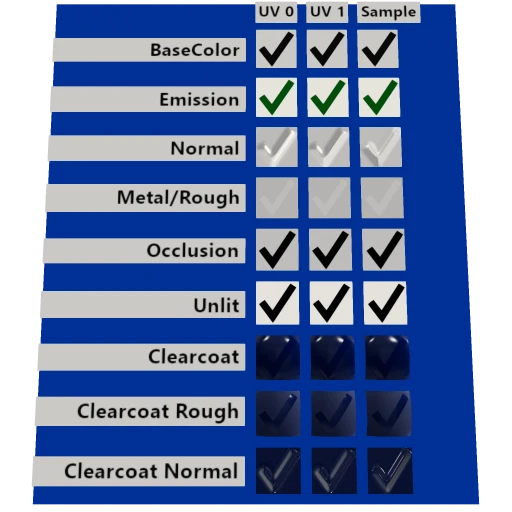 UV 0 UV 1 Sample
BaseColor
Emission
Normal
Metal/Rough
Occlusion
Unlit
Clearcoat
Clearcoat Rough
Clearcoat Normal